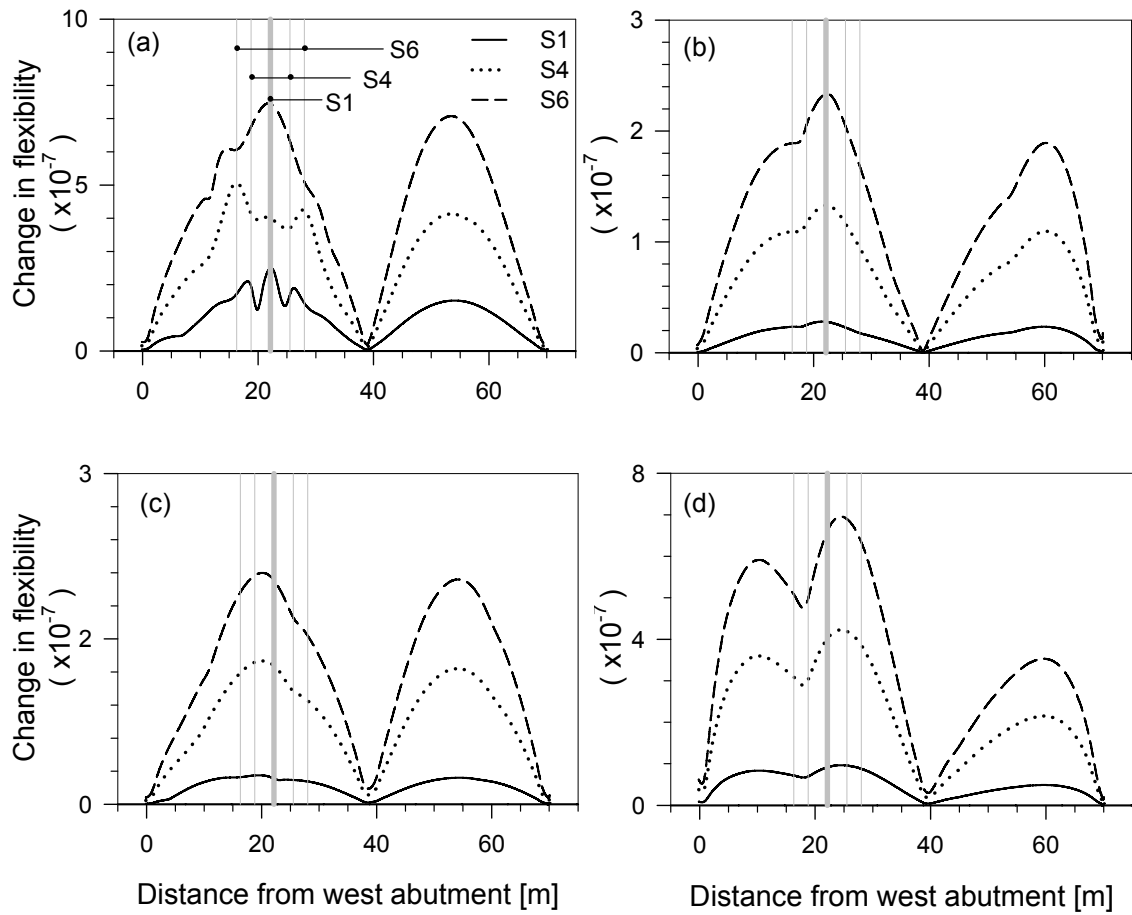 (a)
10
5
0
S6
S4
S1
S1
S4
S6
Change in flexibility
( x10-7 )
0 20 40 60
(b)
3
2
1
0
( x10-7 )
0 20 40 60
(c)
3
2
0
Change in flexibility
( x10-7 )
0 20 40 60
Distance from west abutment [m]
(d)
8
4
0
( x10-7 )
0 20 40 60
Distance from west abutment [m]